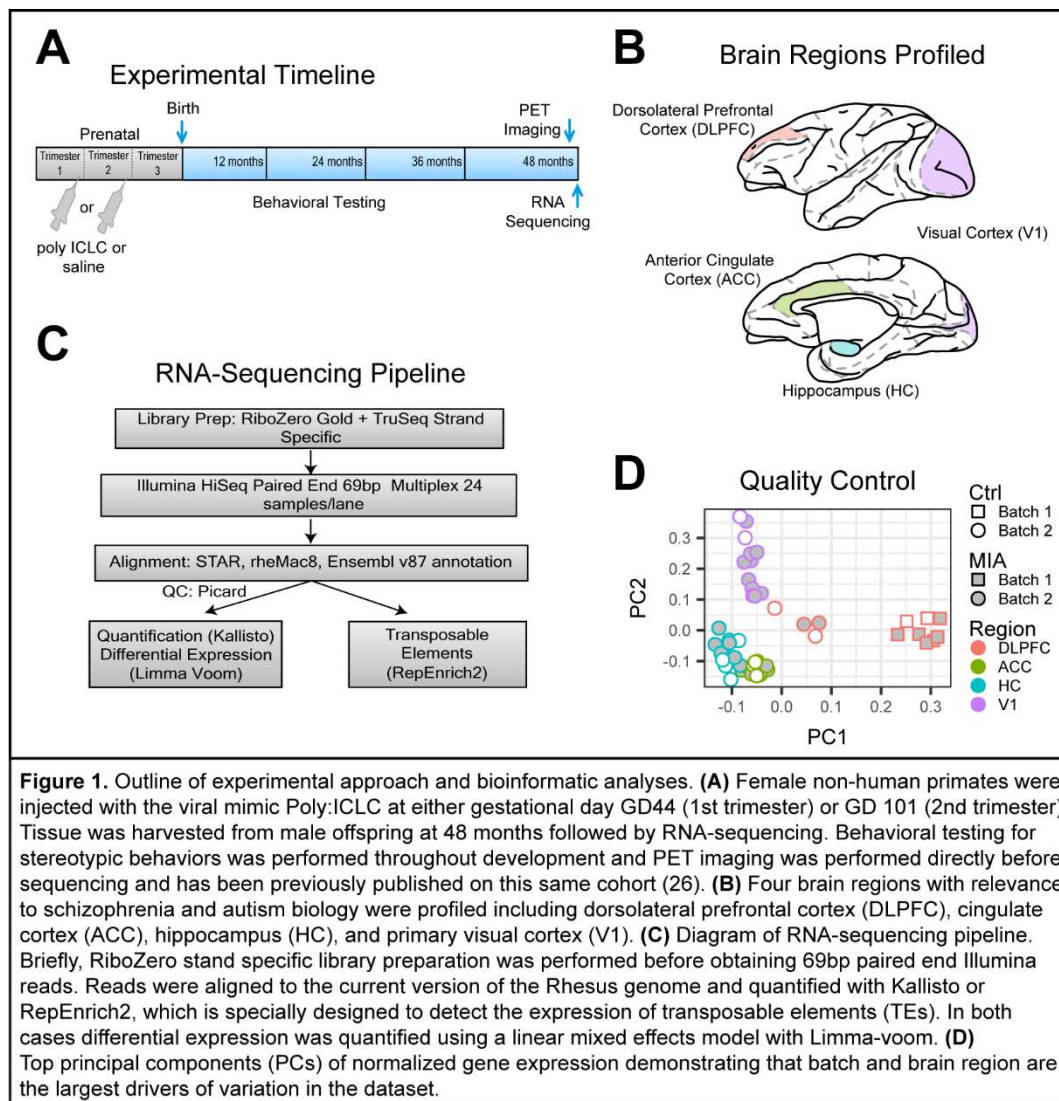 A
Experimental Timeline
Birth
PET
Imaging
Prenatal
Trimester
1
Trimester
2
Trimester
3
12 months
24 months
36 months
48 months
Behavioral Testing
RNA
Sequencing
or
poly ICLC or
saline
B
Brain Regions Profiled
Dorsolateral Prefrontal
Cortex (DLPFC)
Visual Cortex (V1)
Anterior Cingulate
Cortex (ACC)
Hippocampus (HC)
C
RNA-Sequencing Pipeline
Library Prep: RiboZero Gold + TruSeq Strand
Specific
Illumina HiSeq Paired End 69bp Multiplex 24
samples/lane
Alignment: STAR, rheMac8, Ensembl v87 annotation
QC: Picard
Quantification (Kallisto)
Differential Expression
(Limma Voom)
Transposable
Elements
(RepEnrich2)
D
Quality Control
PC2
0.3
0.2
0.1
0.0
-0.1
-0.1
0.0
0.1
0.2
0.3
PC1
Ctrl
Batch 1
Batch 2
MIA
Batch 1
Batch 2
Region
DLPFC
ACC
HC
V1
Figure 1. Outline of experimental approach and bioinformatic analyses. (A) Female non-human primates were
injected with the viral mimic Poly:ICLC at either gestational day GD44 (1st trimester) or GD 101 (2nd trimester)
Tissue was harvested from male offspring at 48 months followed by RNA-sequencing. Behavioral testing for
stereotypic behaviors was performed throughout development and PET imaging was performed directly before
sequencing and has been previously published on this same cohort (26). (B) Four brain regions with relevance
to schizophrenia and autism biology were profiled including dorsolateral prefrontal cortex (DLPFC), cingulate
cortex (ACC), hippocampus (HC), and primary visual cortex (V1). (C) Diagram of RNA-sequencing pipeline.
Briefly, RiboZero stand specific library preparation was performed before obtaining 69bp paired end Illumina
reads. Reads were aligned to the current version of the Rhesus genome and quantified with Kallisto or
RepEnrich2, which is specially designed to detect the expression of transposable elements (TEs). In both
cases differential expression was quantified using a linear mixed effects model with Limma-voom. (D)
Top principal components (PCs) of normalized gene expression demonstrating that batch and brain region are
the largest drivers of variation in the dataset.